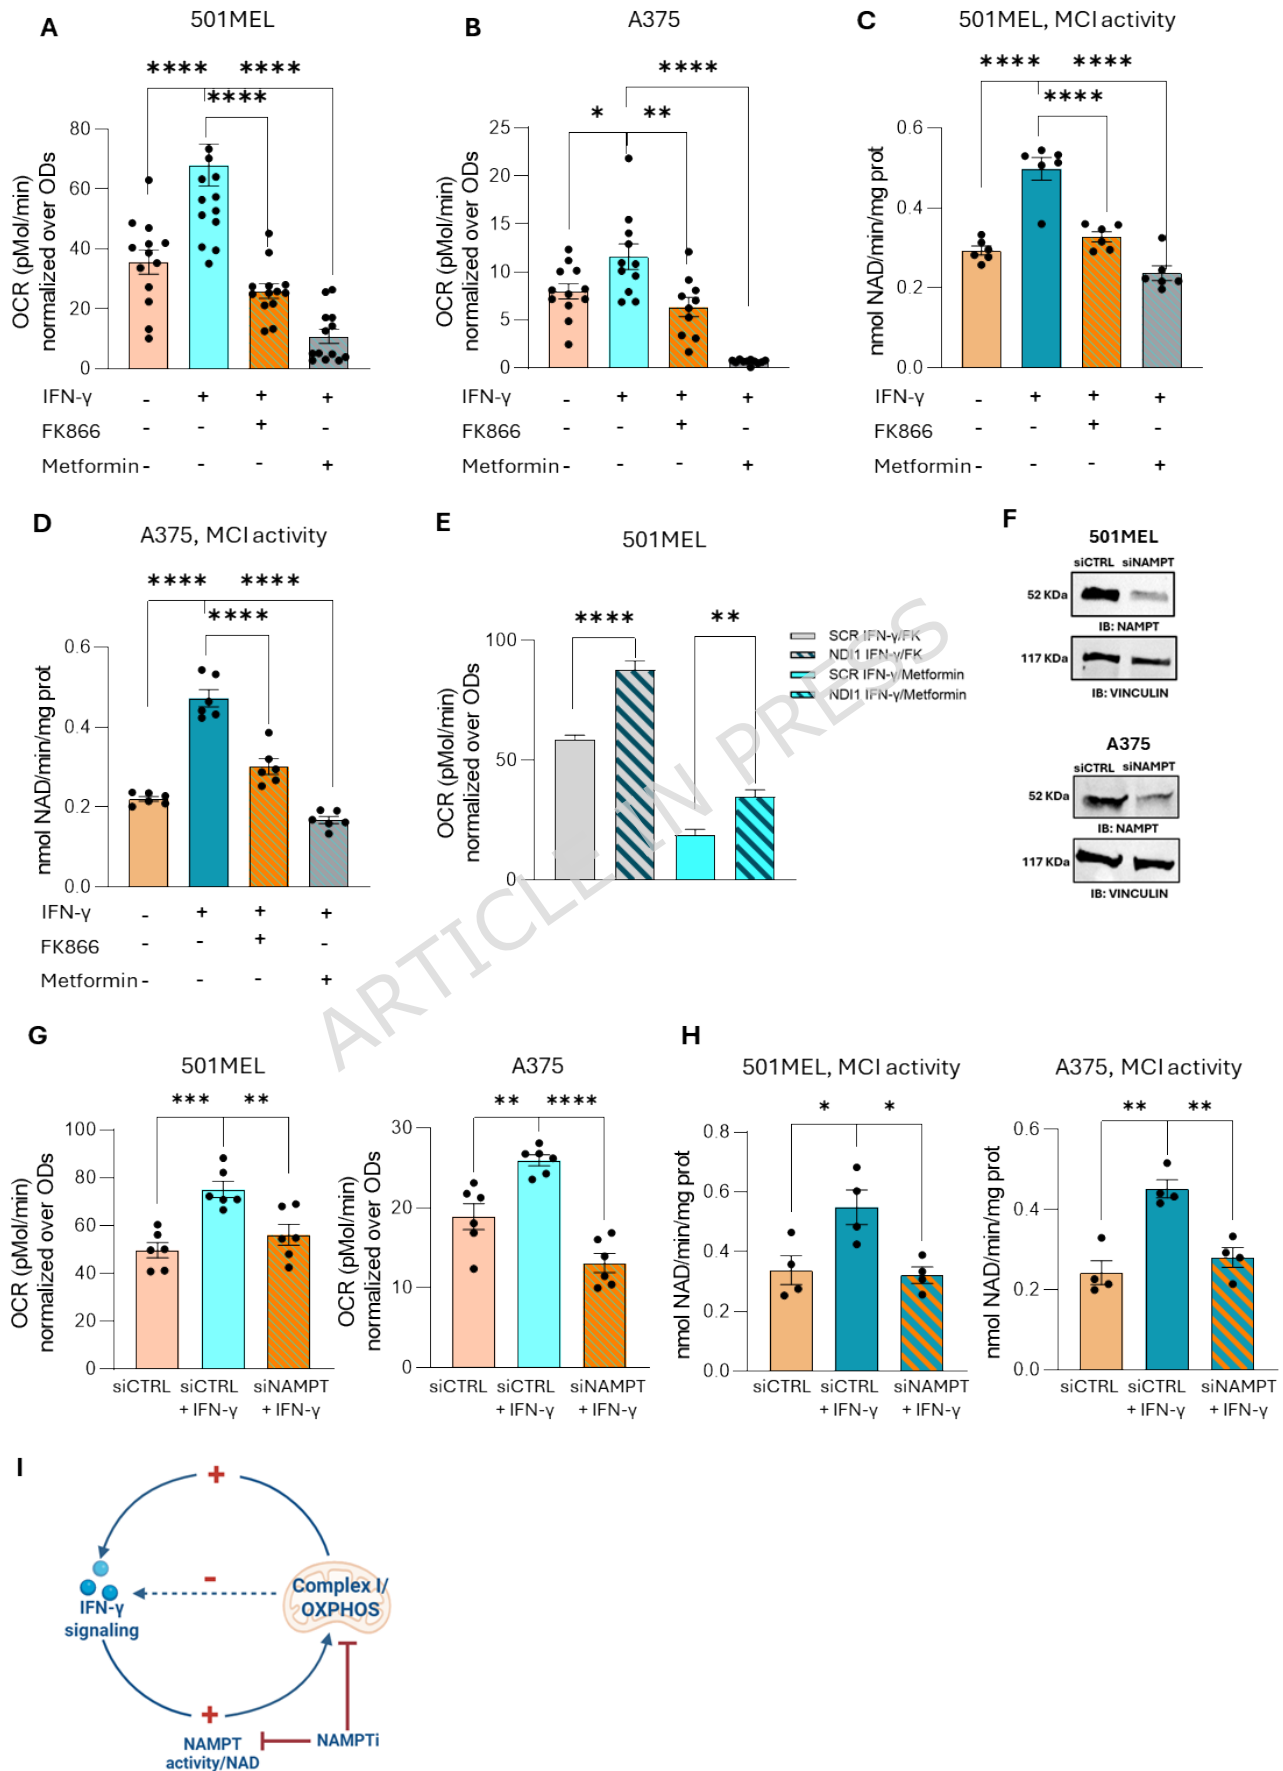 A
501MEL
**** ****
****
OCR (pMol/min)
normalized over ODs
80
60
40
20
0
IFN-γ - + + +
FK866 - - + -
Metformin - - - +
B
A375
****
* **
OCR (pMol/min)
normalized over ODs
25
20
15
10
5
0
IFN-γ - + + +
FK866 - - + -
Metformin - - - +
C
501MEL, MCI activity
**** ****
****
nmol NAD/min/mg prot
0.6
0.4
0.2
0.0
IFN-γ - + + +
FK866 - - + -
Metformin - - - +
D
A375, MCI activity
**** ****
****
nmol NAD/min/mg prot
0.6
0.4
0.2
0.0
IFN-γ - + + +
FK866 - - + -
Metformin - - - +
E
501MEL
**** **
OCR (pMol/min)
normalized over ODs
100
50
0
SCR IFN-γ/FK
NDI1 IFN-γ/FK
SCR IFN-γ/Metformin
NDI1 IFN-γ/Metformin
F
501MEL
siCTRL siNAMPT
52 KDa
IB: NAMPT
117 KDa
IB: VINCULIN
A375
siCTRL siNAMPT
52 KDa
IB: NAMPT
117 KDa
IB: VINCULIN
ARTICLE IN PRESS
G
501MEL
*** **
OCR (pMol/min)
normalized over ODs
100
80
60
40
20
0
siCTRL siCTRL siNAMPT
+ IFN-γ + IFN-γ
A375
** ****
OCR (pMol/min)
normalized over ODs
30
20
10
0
siCTRL siCTRL siNAMPT
+ IFN-γ + IFN-γ
H
501MEL, MCI activity
* *
nmol NAD/min/mg prot
0.8
0.6
0.4
0.2
0.0
siCTRL siCTRL siNAMPT
+ IFN-γ + IFN-γ
A375, MCI activity
** **
nmol NAD/min/mg prot
0.6
0.4
0.2
0.0
siCTRL siCTRL siNAMPT
+ IFN-γ + IFN-γ
I
+
-
Complex I/
OXPHOS
IFN-γ
signaling
+
NAMPT
activity/NAD
NAMPTi